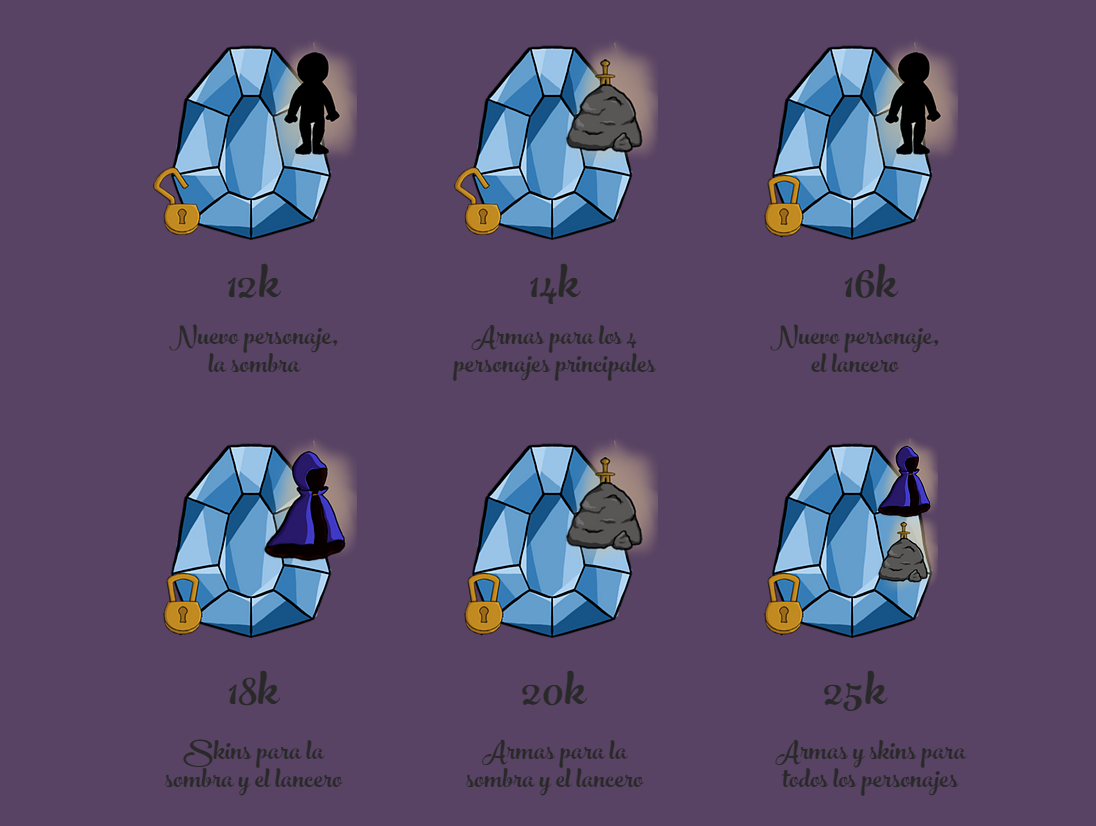 12k
Nuevo personaje,
la sombra
14k
Armas para los 4
personajes principales
16k
Nuevo personaje,
el lancero
18k
Skins para la
sombra y el lancero
20k
Armas para la
sombra y el lancero
25k
Armas y skins para
todos los personajes